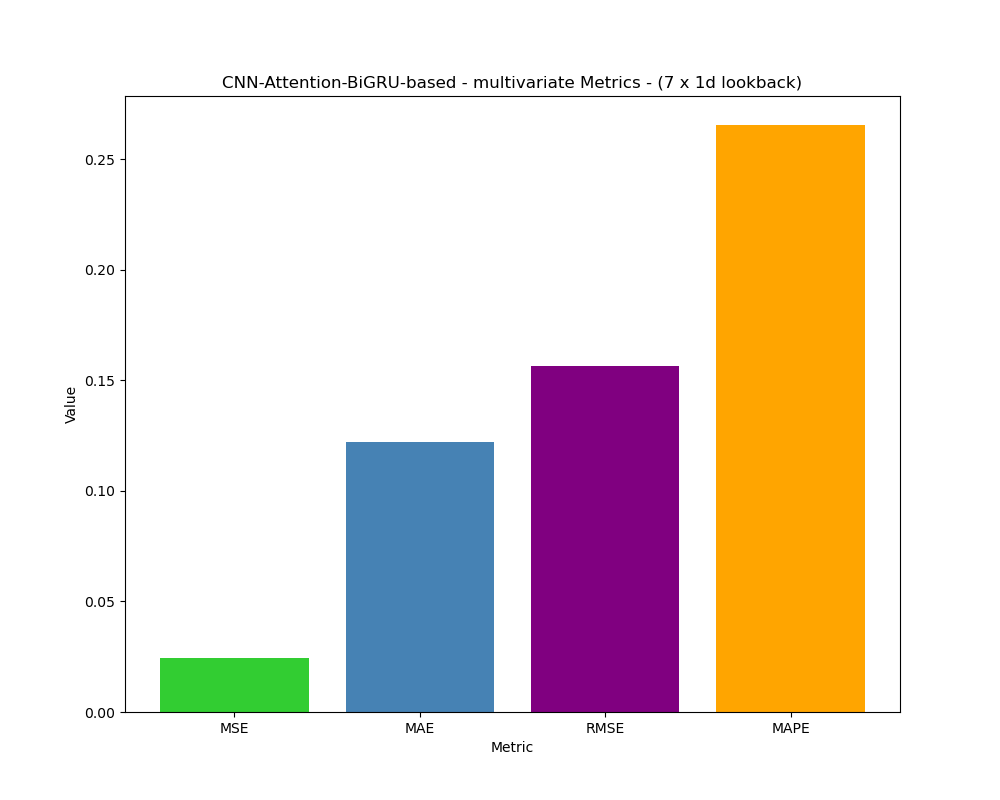 CNN-Attention-BiGRU-based - multivariate Metrics - (7 x 1d lookback)
0.25
0.20
0.15
0.10
0.05
0.00
Value
MSE MAE RMSE MAPE
Metric